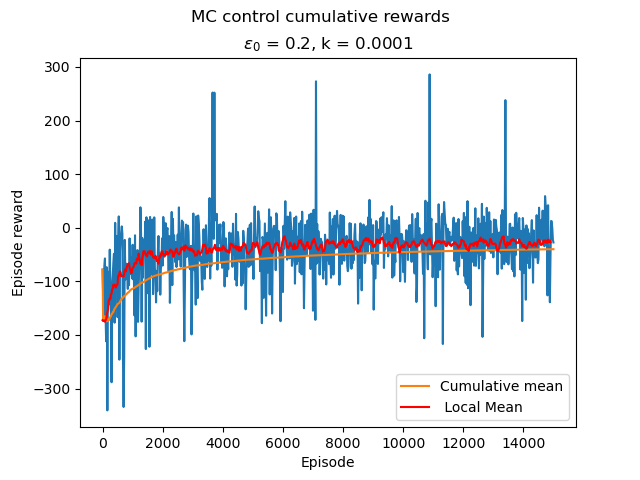 MC control cumulative rewards
ε₀ = 0.2, k = 0.0001
Episode reward
300
200
100
0
−100
−200
−300
0 2000 4000 6000 8000 10000 12000 14000
Episode
Cumulative mean
Local Mean